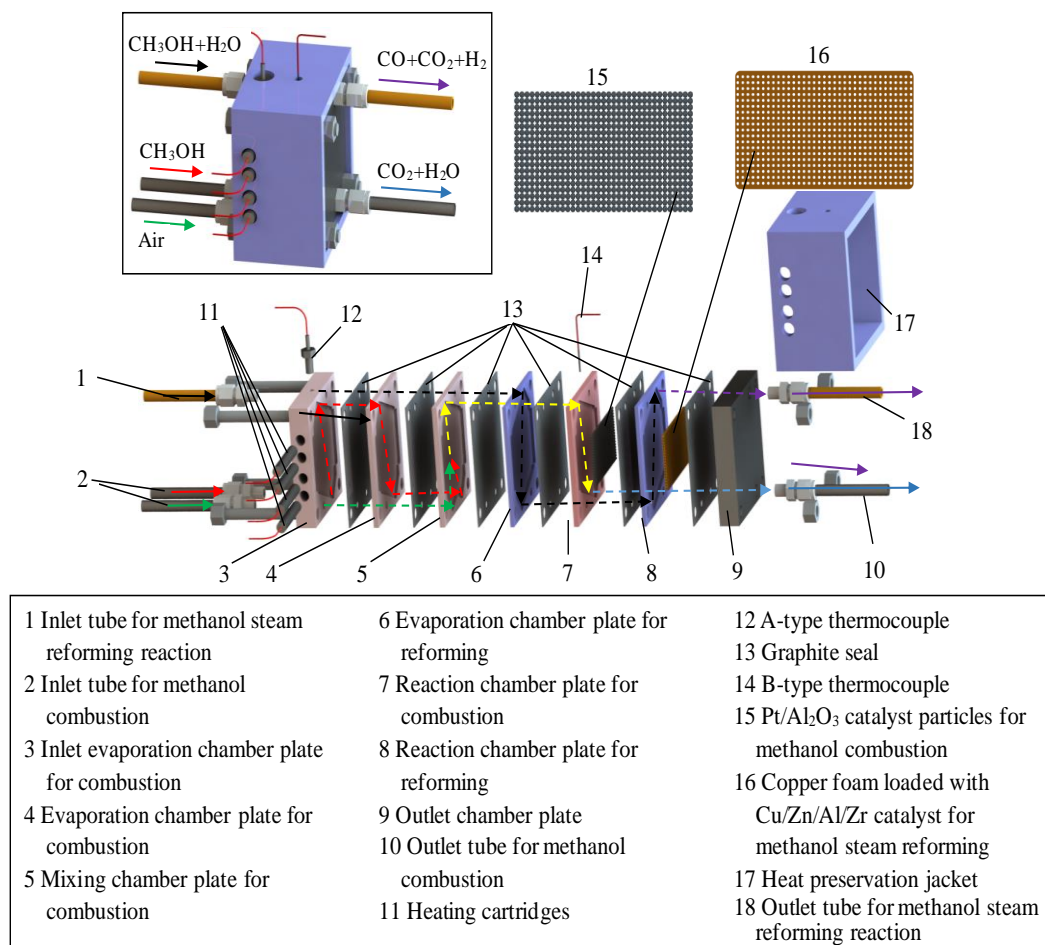 CH3OH+H2O
CO+CO2+H2
CH3OH
CO2+H2O
Air
15
16
14
17
11
12
13
1
18
2
3
4
5
6
7
8
9
10
1 Inlet tube for methanol steam
reforming reaction
2 Inlet tube for methanol
combustion
3 Inlet evaporation chamber plate
for combustion
4 Evaporation chamber plate for
combustion
5 Mixing chamber plate for
combustion
6 Evaporation chamber plate for
reforming
7 Reaction chamber plate for
combustion
8 Reaction chamber plate for
reforming
9 Outlet chamber plate
10 Outlet tube for methanol
combustion
11 Heating cartridges
12 A-type thermocouple
13 Graphite seal
14 B-type thermocouple
15 Pt/Al2O3 catalyst particles for
methanol combustion
16 Copper foam loaded with
Cu/Zn/Al/Zr catalyst for
methanol steam reforming
17 Heat preservation jacket
18 Outlet tube for methanol steam
reforming reaction